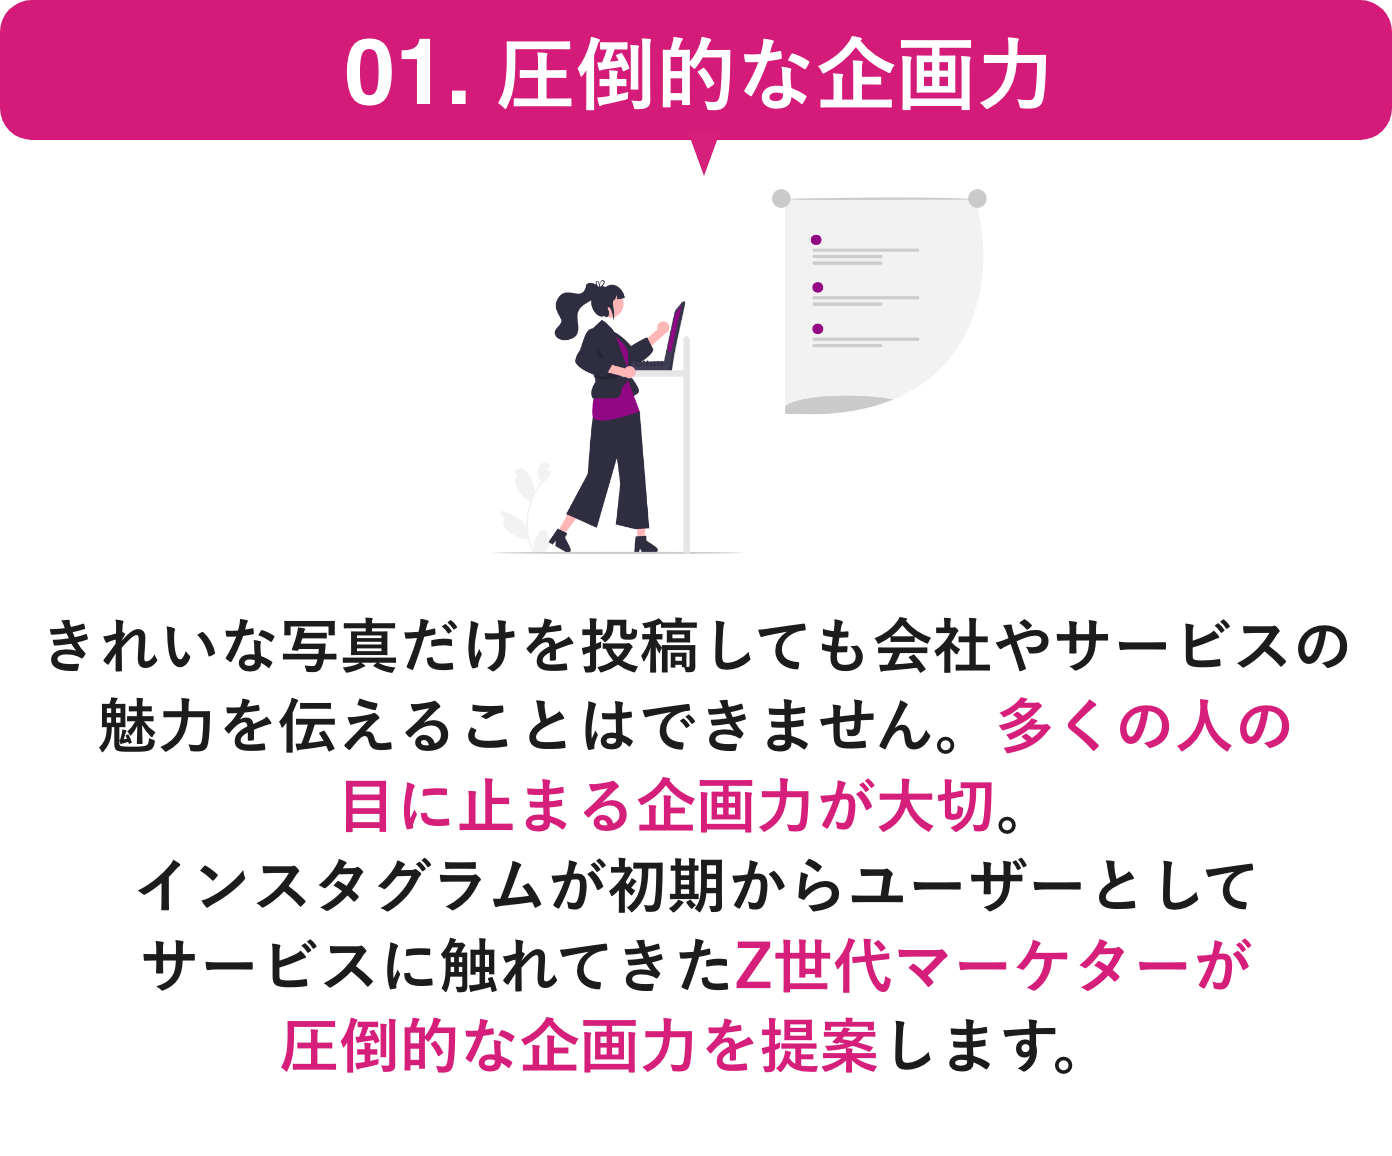 01. 圧倒的な企画力
きれいな写真だけを投稿しても会社やサービスの
魅力を伝えることはできません。多くの人の
目に止まる企画力が大切。
インスタグラムが初期からユーザーとして
サービスに触れてきたZ世代マーケターが
圧倒的な企画力を提案します。